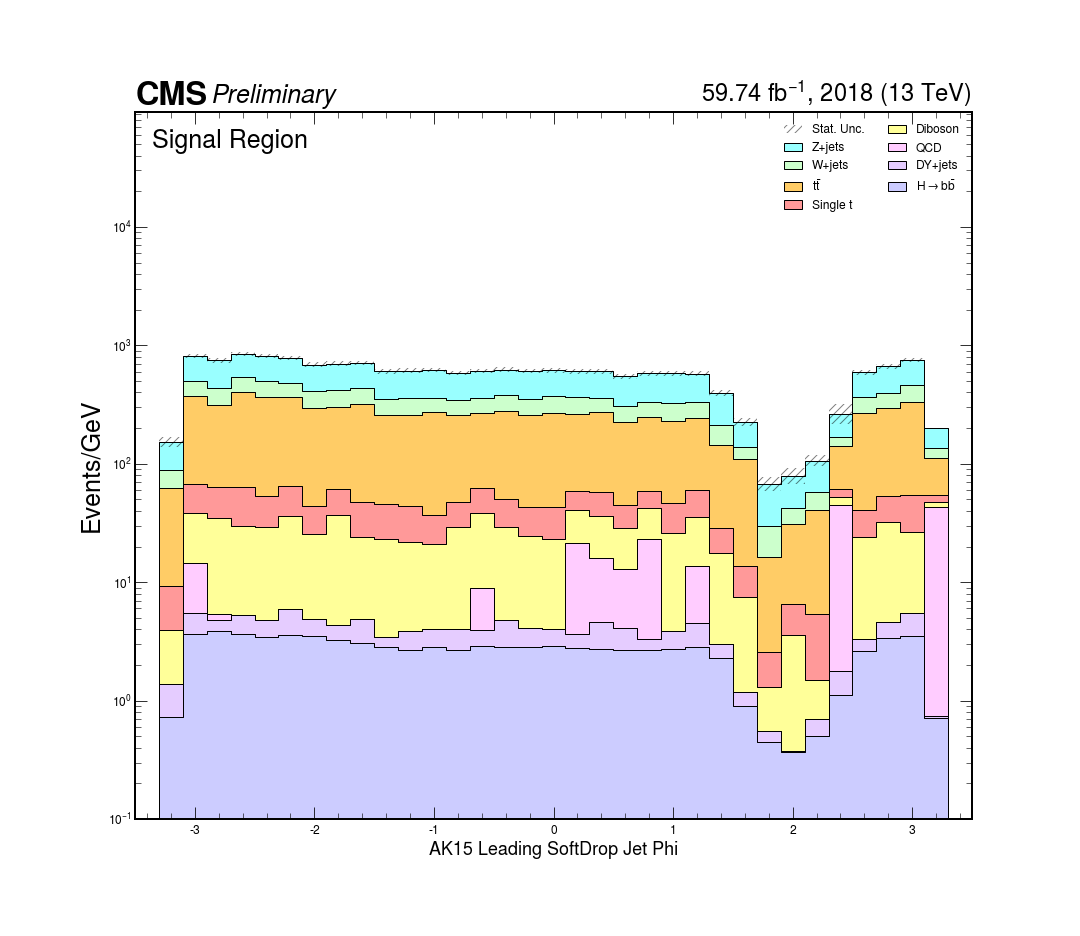 CMS Preliminary
59.74 fb⁻¹, 2018 (13 TeV)
Signal Region
Stat. Unc.
Z+jets
W+jets
tt̄
Single t
Diboson
QCD
DY+jets
H→bb̄
Events/GeV
10⁴
10³
10²
10¹
10⁰
10⁻¹
-3 -2 -1 0 1 2 3
AK15 Leading SoftDrop Jet Phi